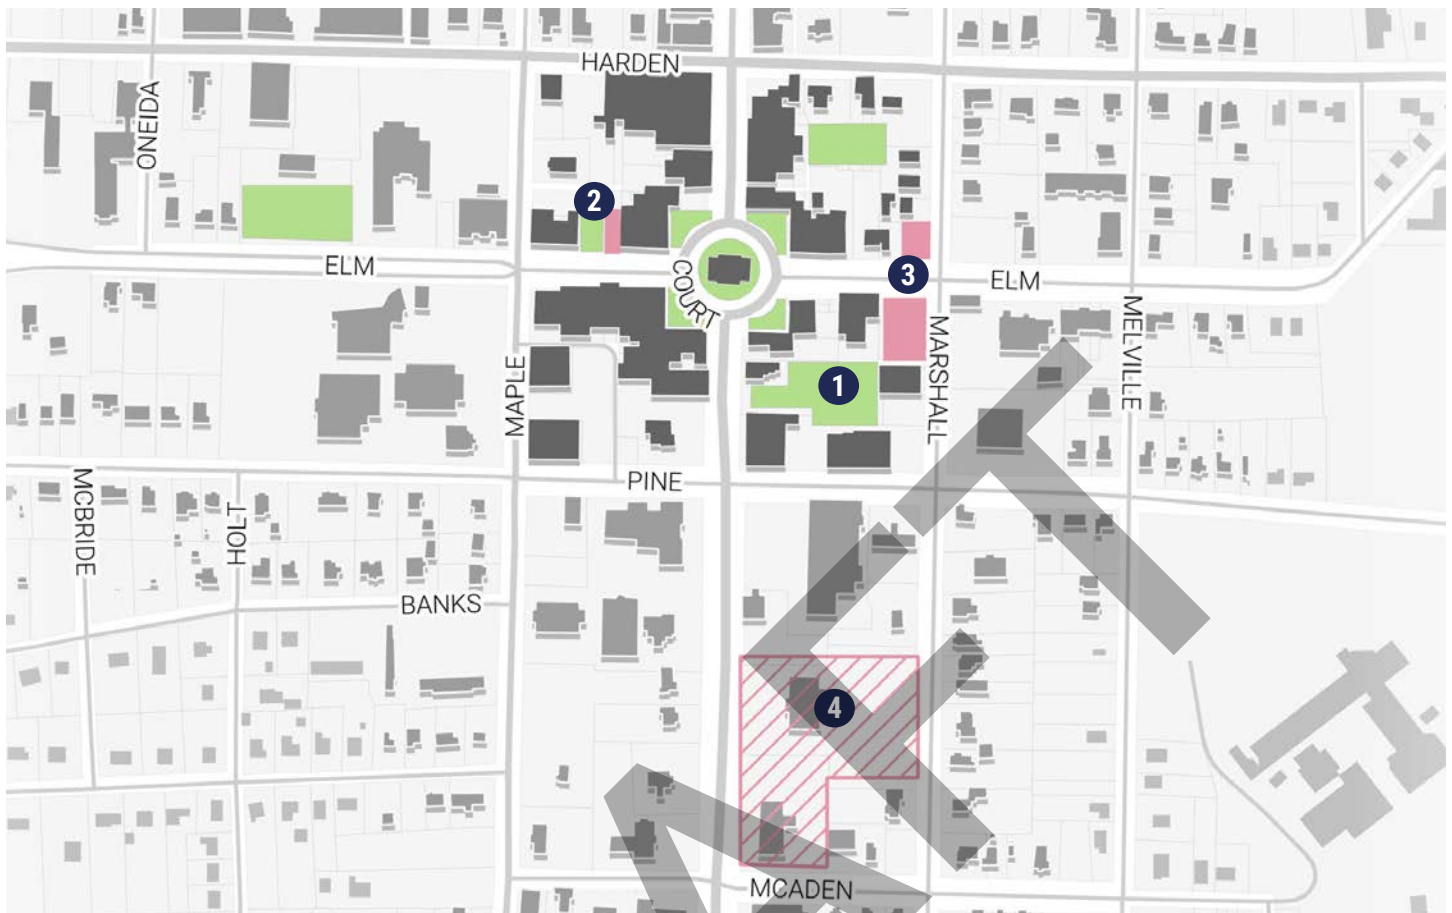 HARDEN
ONEIDA
2
ELM
COURT
3
ELM
MAPLE
1
MARSHALL
MELVILLE
PINE
MCBRIDE
HOLT
BANKS
4
MCADEN